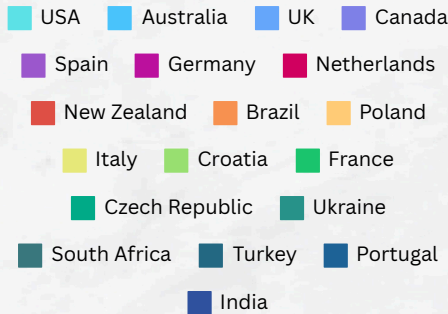 USA Australia UK Canada
Spain Germany Netherlands
New Zealand Brazil Poland
Italy Croatia France
Czech Republic Ukraine
South Africa Turkey Portugal
India